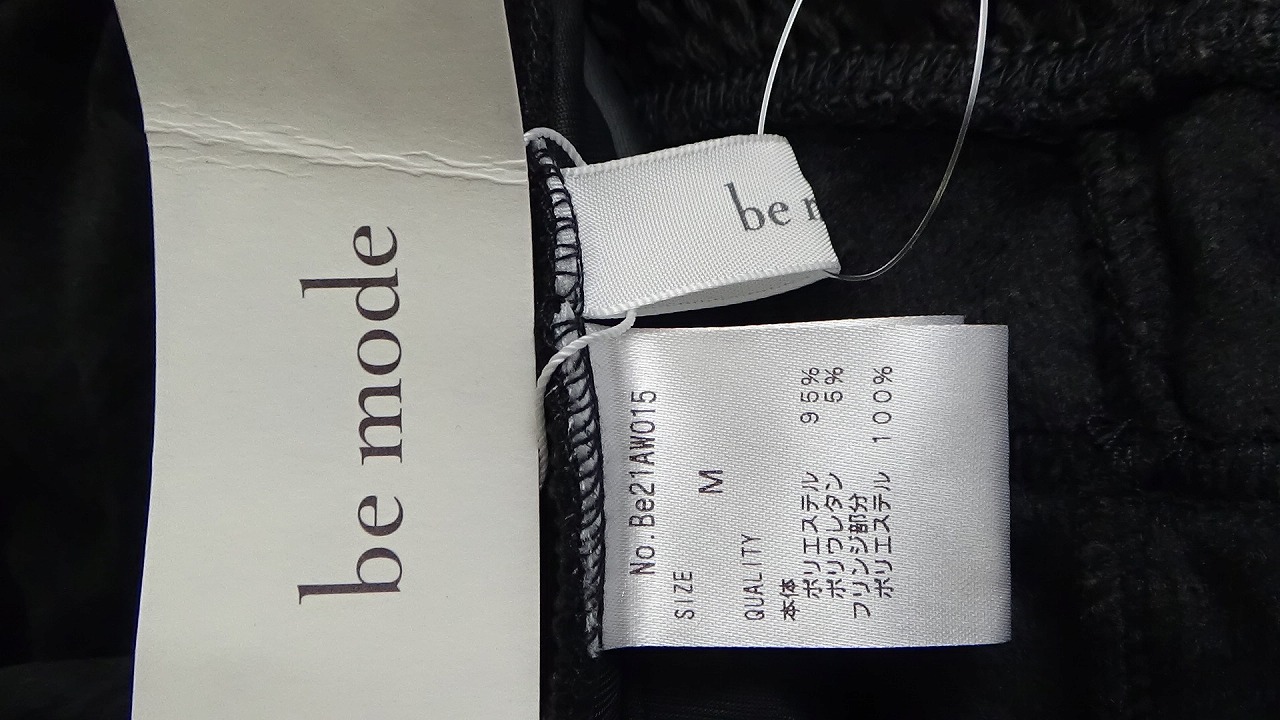 be mode
be
No.Be21AW015
SIZE
M
QUALITY
本体
ポリエステル 95%
ポリウレタン 5%
フリンジ部分
ポリエステル 100%